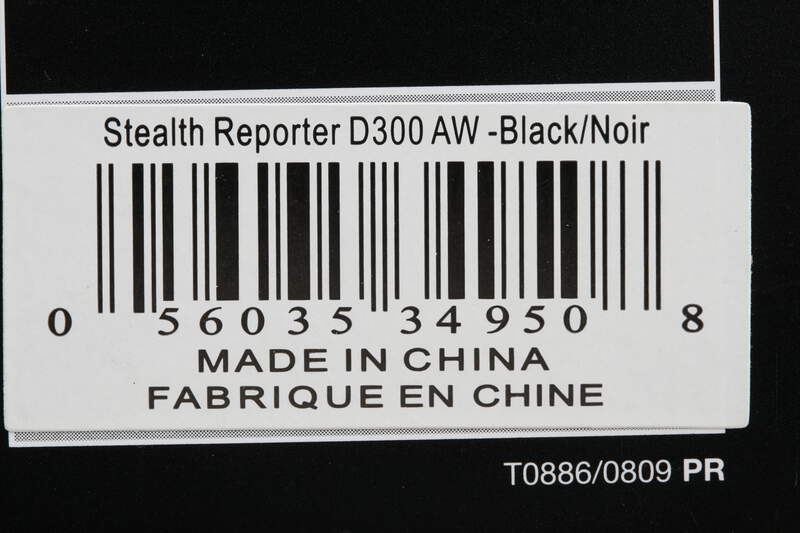 Stealth Reporter D300 AW -Black/Noir
0 56035 34950 8
MADE IN CHINA
FABRIQUE EN CHINE
T0886/0809 PR